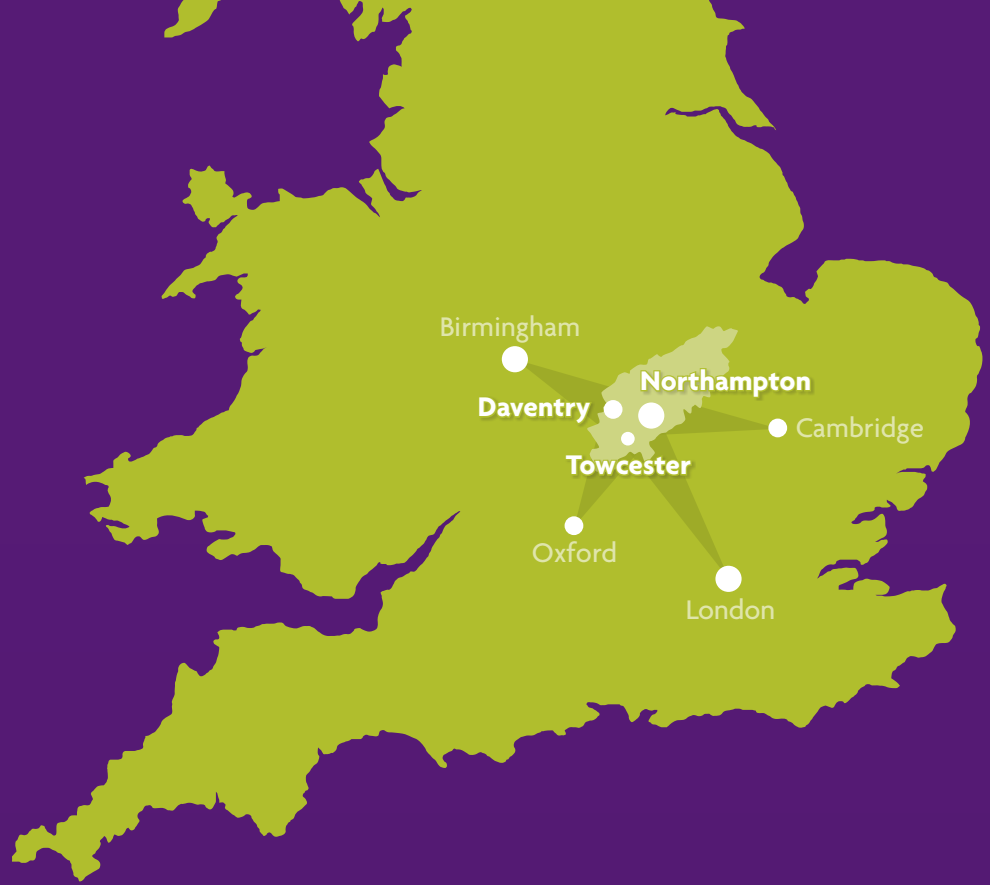 Birmingham
Northampton
Daventry
Cambridge
Towcester
Oxford
London